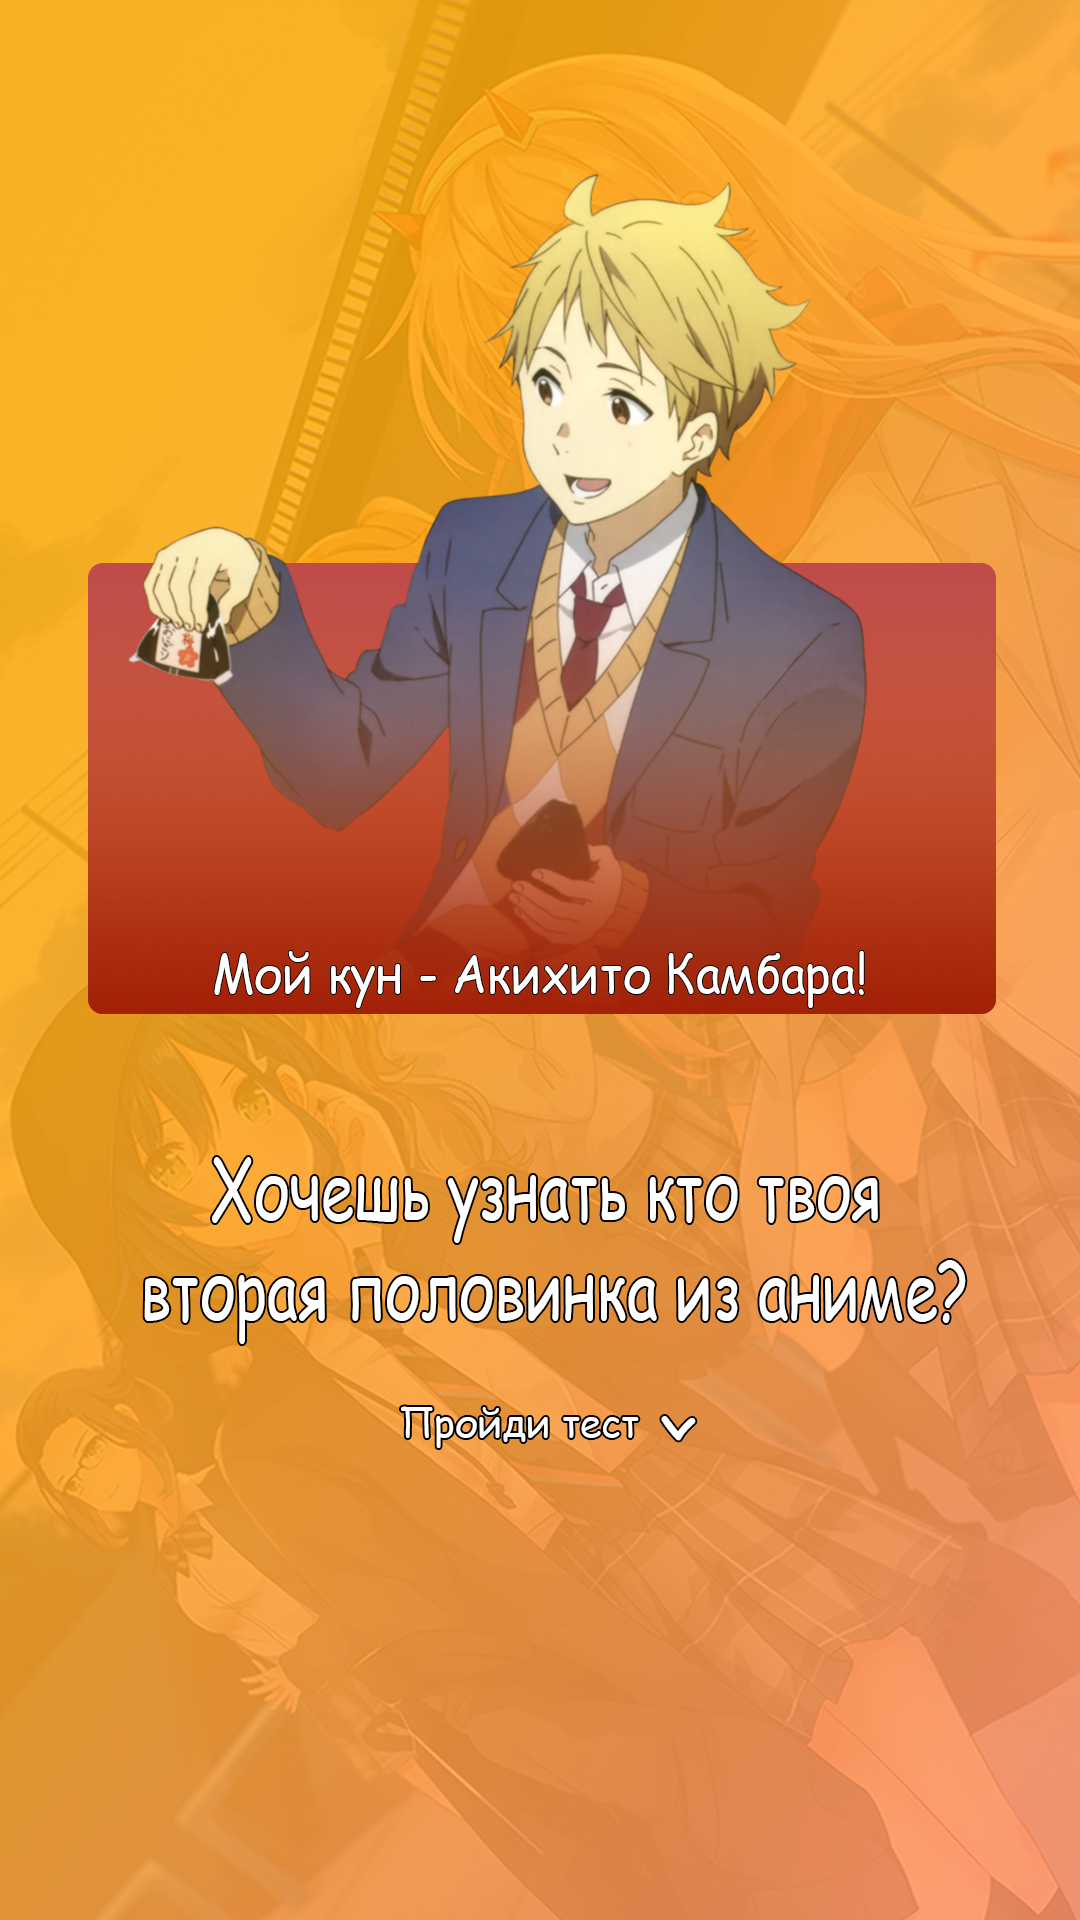 Мой кун - Акихито Камбара!
Хочешь узнать кто твоя
вторая половинка из аниме?
Пройди тест